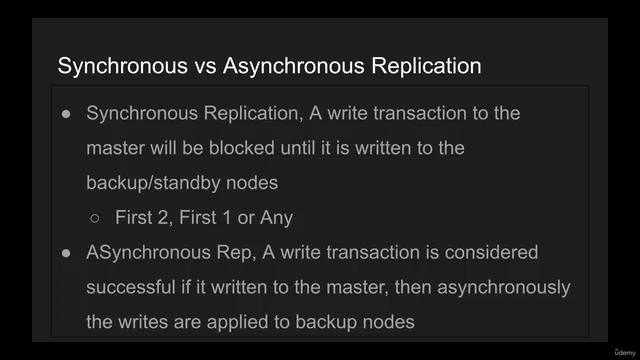 Synchronous vs Asynchronous Replication
● Synchronous Replication, A write transaction to the
master will be blocked until it is written to the
backup/standby nodes
○ First 2, First 1 or Any
● ASynchronous Rep, A write transaction is considered
successful if it written to the master, then asynchronously
the writes are applied to backup nodes
ûdemy